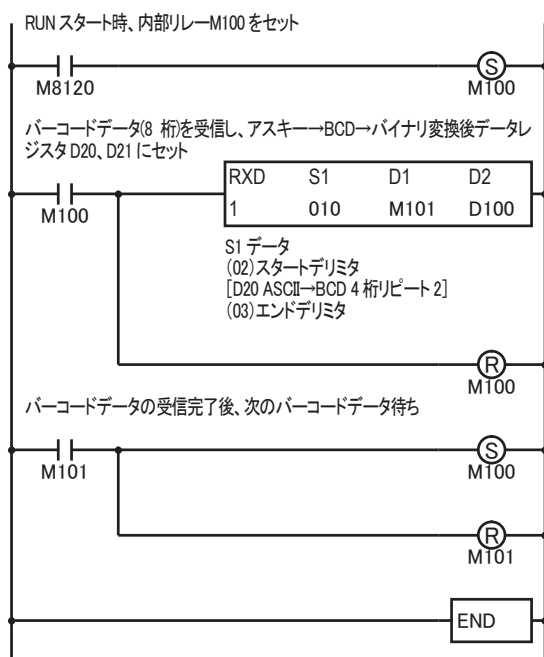 RUN スタート時、内部リレーM100 をセット
S
M8120 M100
バーコードデータ(8 桁)を受信し、アスキー→BCD→バイナリ変換後データレ
ジスタ D20、D21 にセット
RXD S1 D1 D2
1 010 M101 D100
M100
S1 データ
(02)スタートデリミタ
[D20 ASCII→BCD 4 桁リピート 2]
(03)エンドデリミタ
R
M100
バーコードデータの受信完了後、次のバーコードデータ待ち
S
M101 M100
R
M101
END